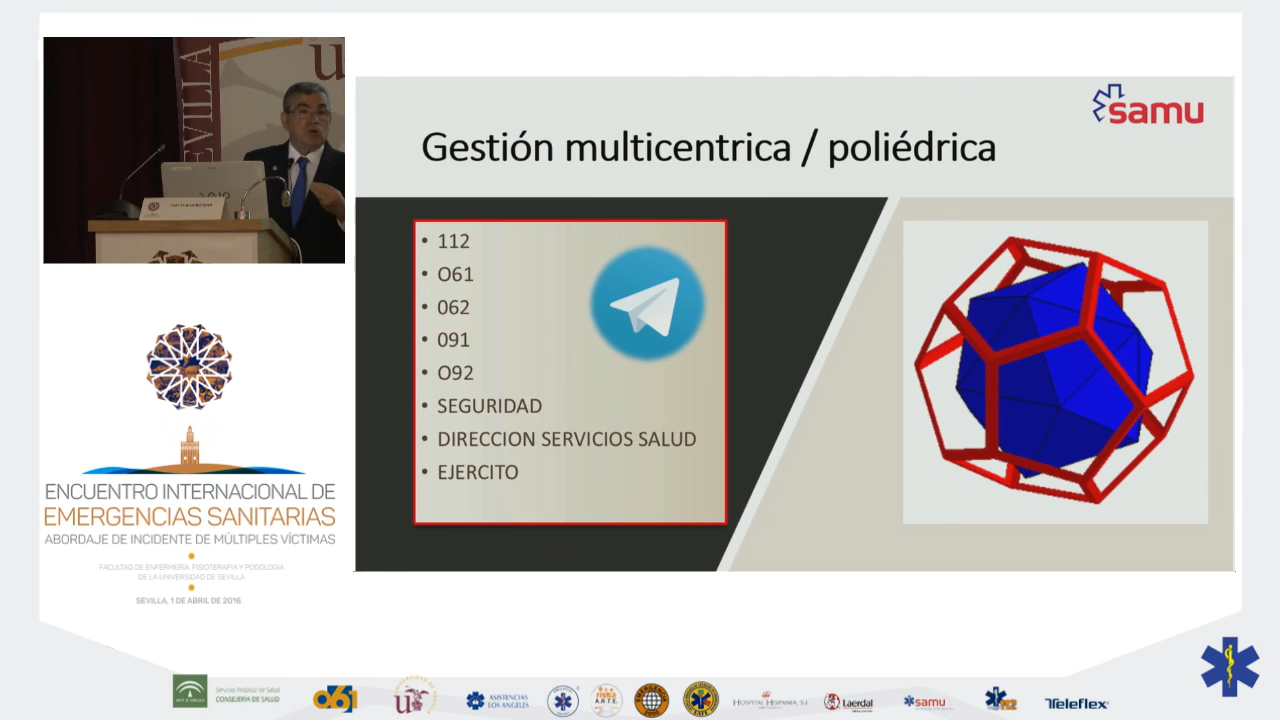 SEVILLA
samu
Gestión multicentrica / poliédrica
• 112
• O61
• 062
• 091
• O92
• SEGURIDAD
• DIRECCION SERVICIOS SALUD
• EJERCITO
ENCUENTRO INTERNACIONAL DE
EMERGENCIAS SANITARIAS
ABORDAJE DE INCIDENTE DE MÚLTIPLES VÍCTIMAS
FACULTAD DE ENFERMERÍA, FISIOTERAPIA Y PODOLOGÍA
DE LA UNIVERSIDAD DE SEVILLA
SEVILLA, 1 DE ABRIL DE 2016
Servicio Andaluz de Salud
CONSEJERÍA DE SALUD
061
ASISTENCIAS
LOS ANGELES
HOSPITAL HISPANIA, S.L.
Laerdal
samu
Teleflex